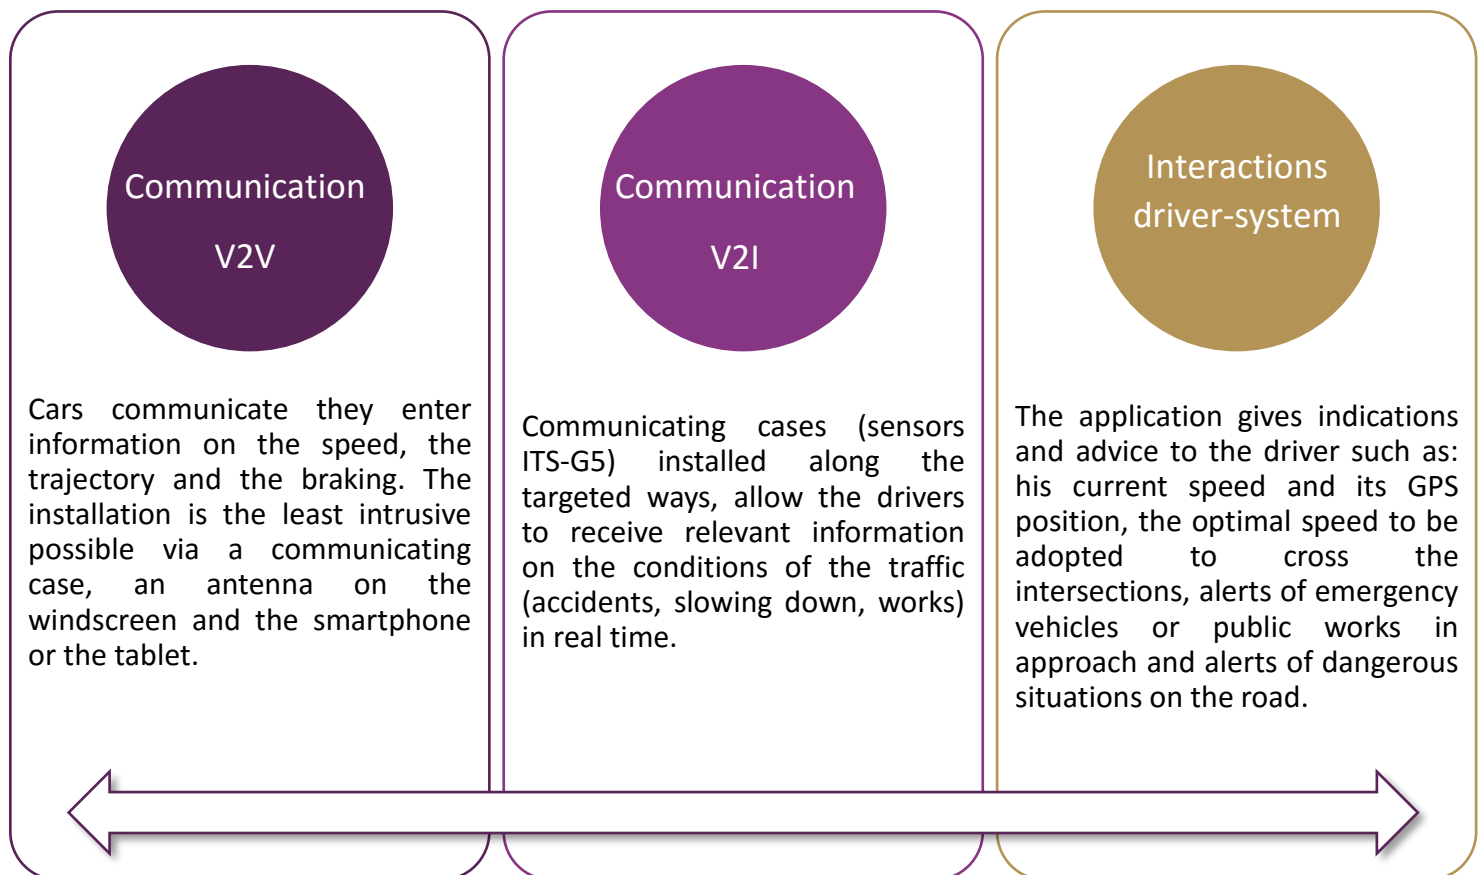 Communication
V2V
Cars communicate they enter
information on the speed, the
trajectory and the braking. The
installation is the least intrusive
possible via a communicating
case, an antenna on the
windscreen and the smartphone
or the tablet.
Communication
V2I
Communicating cases (sensors
ITS-G5) installed along the
targeted ways, allow the drivers
to receive relevant information
on the conditions of the traffic
(accidents, slowing down, works)
in real time.
Interactions
driver-system
The application gives indications
and advice to the driver such as:
his current speed and its GPS
position, the optimal speed to be
adopted to cross the
intersections, alerts of emergency
vehicles or public works in
approach and alerts of dangerous
situations on the road.